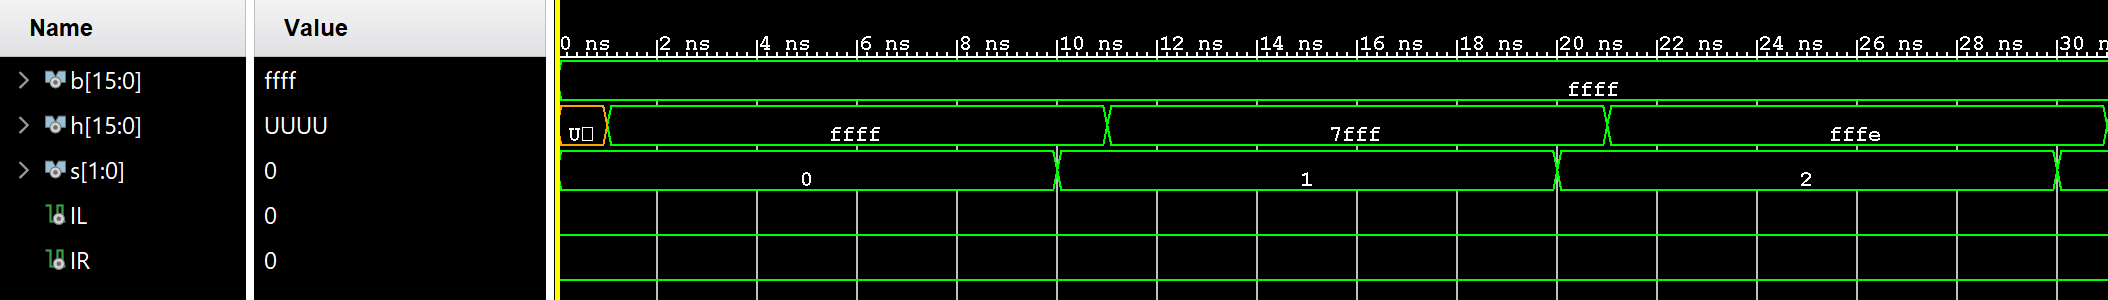 Name Value
0 ns 2 ns 4 ns 6 ns 8 ns 10 ns 12 ns 14 ns 16 ns 18 ns 20 ns 22 ns 24 ns 26 ns 28 ns 30 n
b[15:0] ffff ffff
h[15:0] UUUU U□ ffff 7fff fffe
s[1:0] 0 0 1 2
IL 0
IR 0